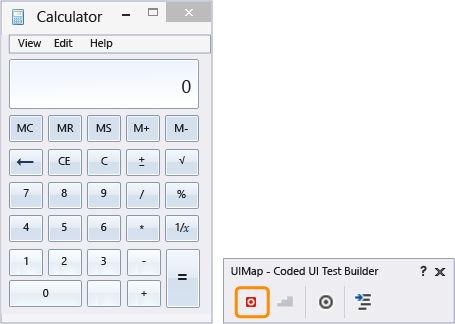 Calculator
View Edit Help
0
MC MR MS M+ M-
← CE C ± √
7 8 9 / %
4 5 6 * 1/x
1 2 3 - =
0 +
UIMap - Coded UI Test Builder ? x